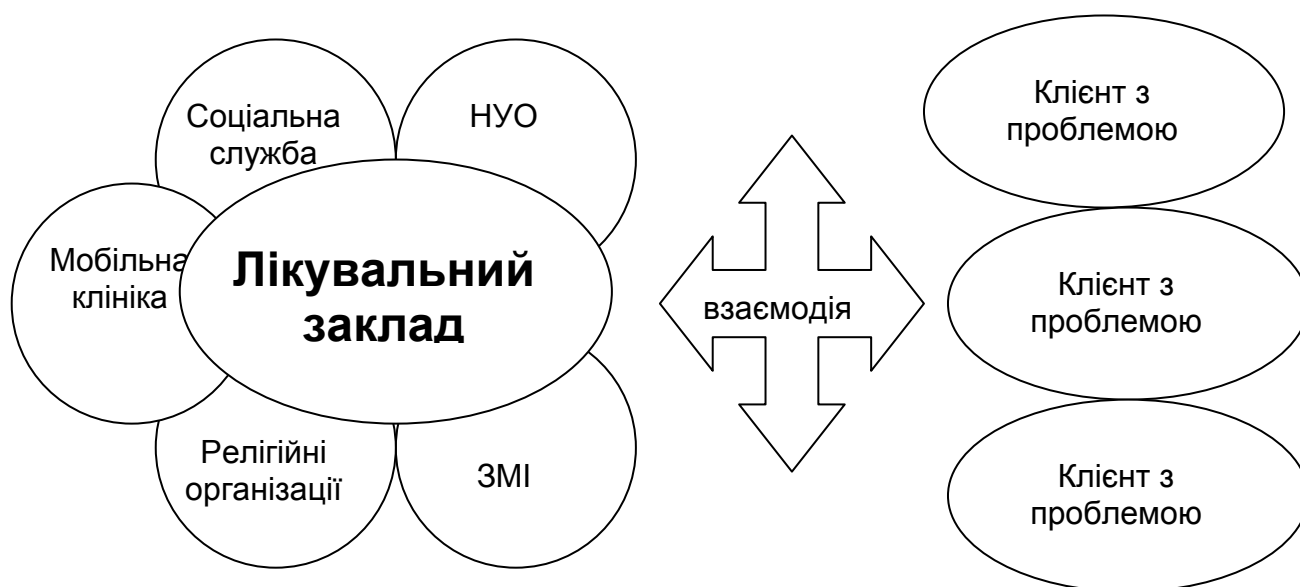 Соціальна
служба
НУО
Мобільна
клініка
Лікувальний
заклад
Релігійні
організації
ЗМІ
взаємодія
Клієнт з
проблемою
Клієнт з
проблемою
Клієнт з
проблемою